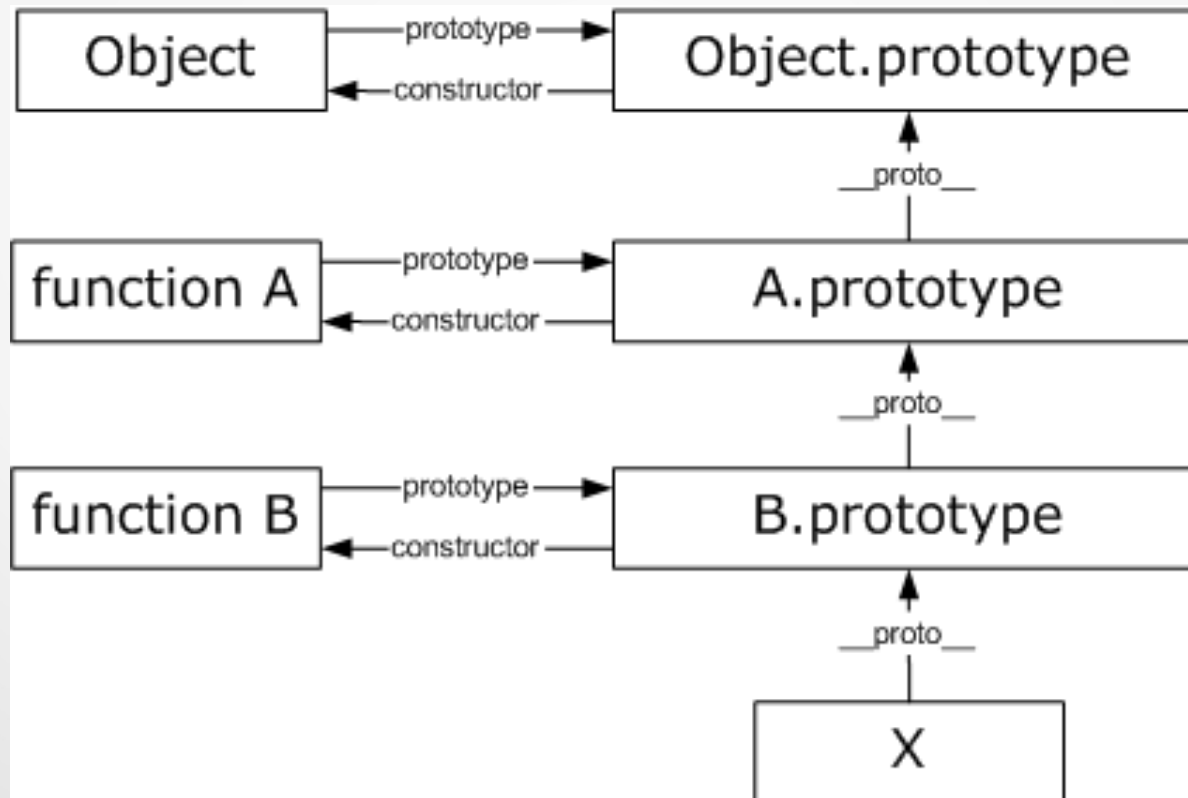 Object
prototype
Object.prototype
constructor
__proto__
function A
prototype
A.prototype
constructor
__proto__
function B
prototype
B.prototype
constructor
__proto__
X